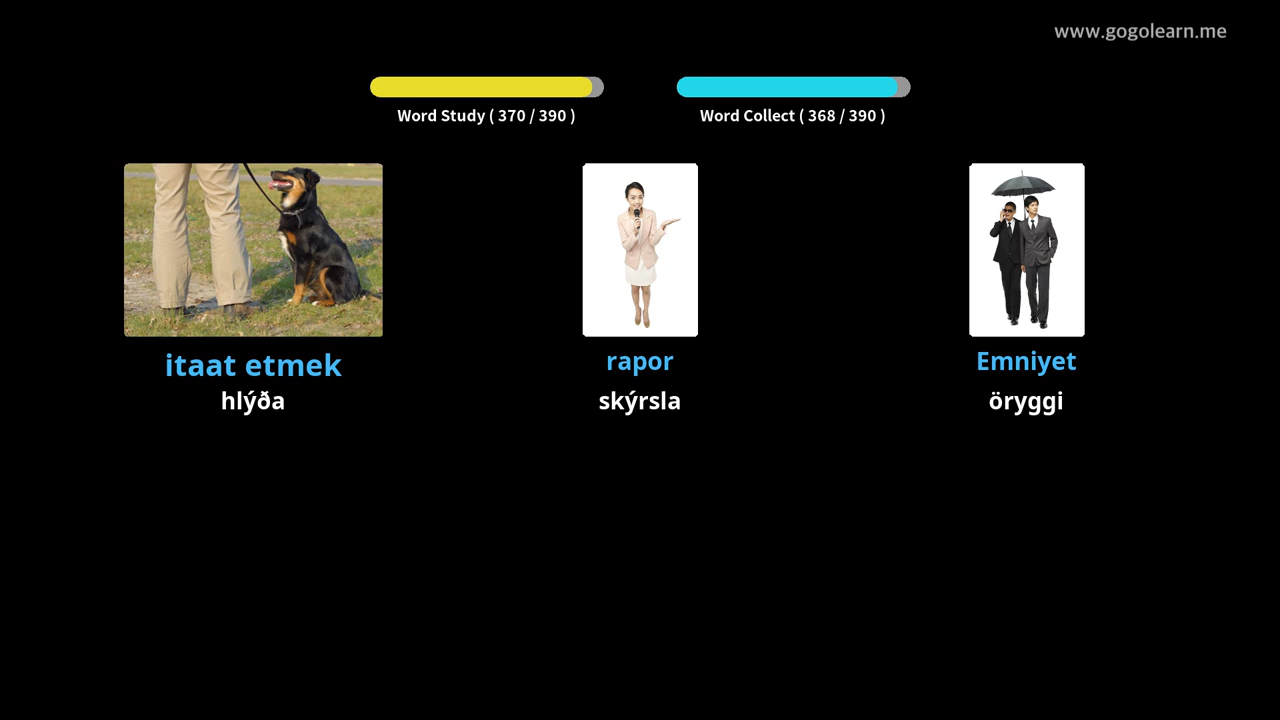 www.gogolearn.me
Word Study ( 370 / 390 )
Word Collect ( 368 / 390 )
itaat etmek
hlýða
rapor
skýrsla
Emniyet
öryggi